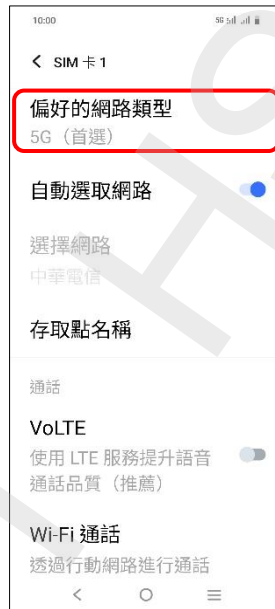 10:00
5G
SIM 卡 1
偏好的網路類型
5G（首選）
自動選取網路
選擇網路
中華電信
存取點名稱
通話
VoLTE
使用 LTE 服務提升語音
通話品質（推薦）
Wi-Fi 通話
透過行動網路進行通話